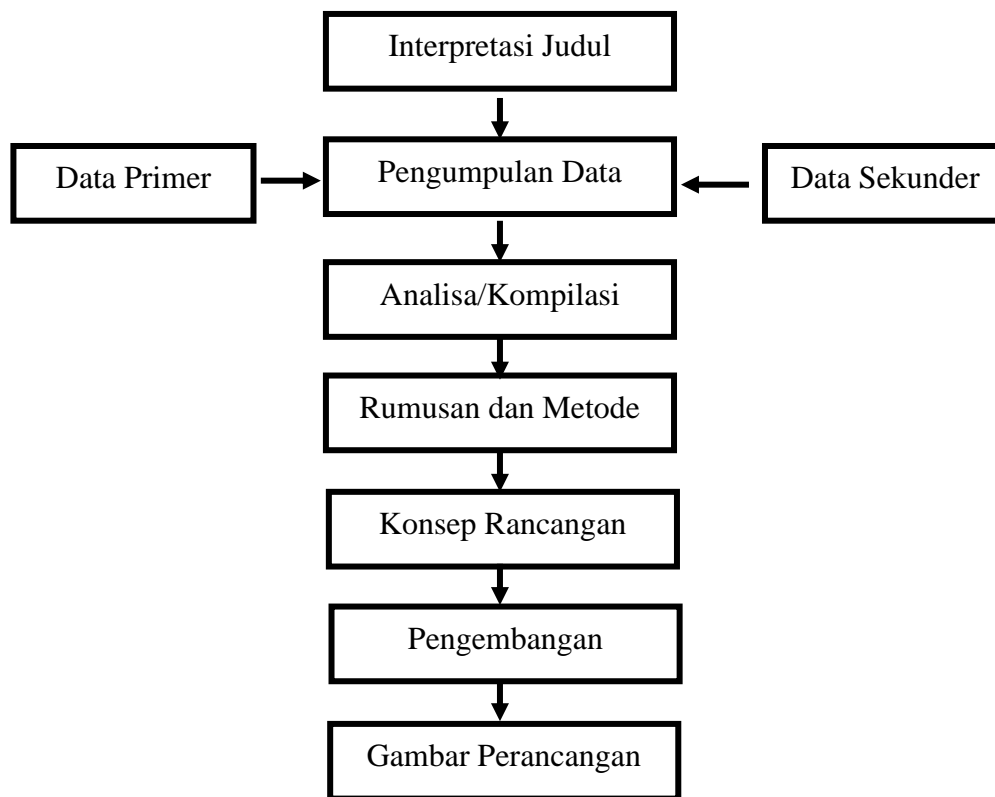 Interpretasi Judul
Data Primer
Pengumpulan Data
Data Sekunder
Analisa/Kompilasi
Rumusan dan Metode
Konsep Rancangan
Pengembangan
Gambar Perancangan